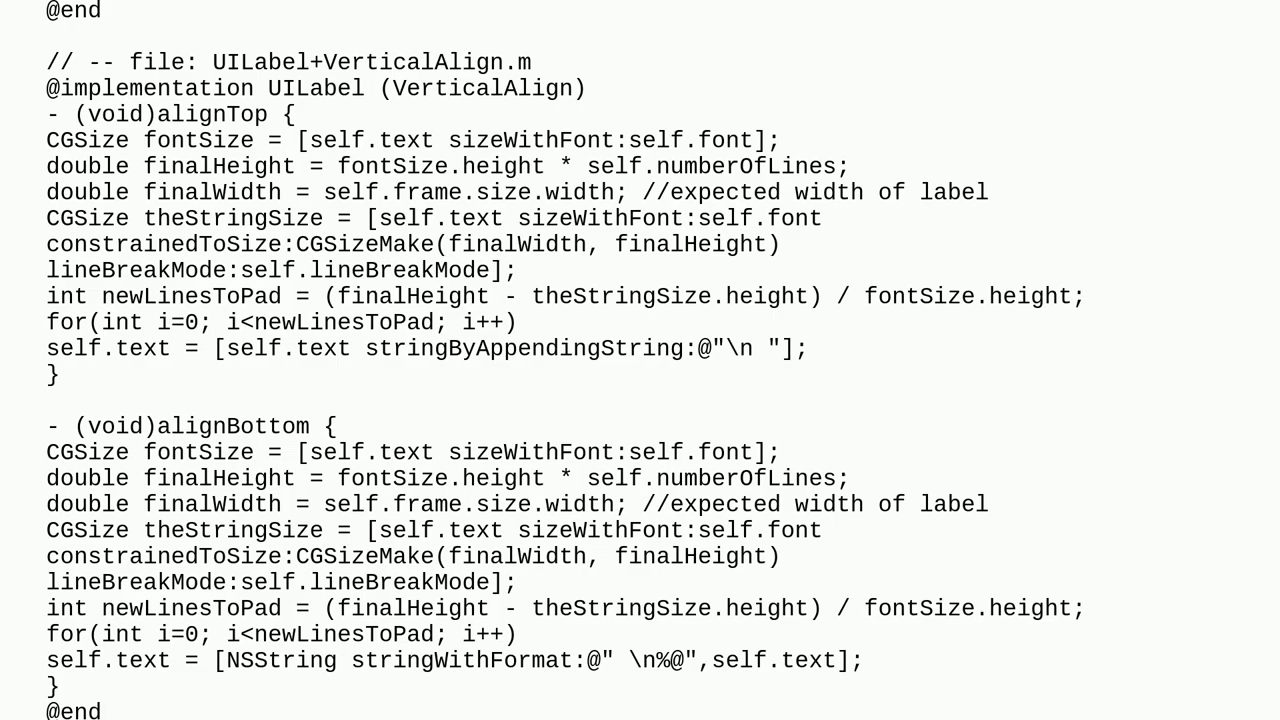 @end
// -- file: UILabel+VerticalAlign.m
@implementation UILabel (VerticalAlign)
- (void)alignTop {
CGSize fontSize = [self.text sizeWithFont:self.font];
double finalHeight = fontSize.height * self.numberOfLines;
double finalWidth = self.frame.size.width; //expected width of label
CGSize theStringSize = [self.text sizeWithFont:self.font
constrainedToSize:CGSizeMake(finalWidth, finalHeight)
lineBreakMode:self.lineBreakMode];
int newLinesToPad = (finalHeight - theStringSize.height) / fontSize.height;
for(int i=0; i<newLinesToPad; i++)
self.text = [self.text stringByAppendingString:@"\n "];
}
- (void)alignBottom {
CGSize fontSize = [self.text sizeWithFont:self.font];
double finalHeight = fontSize.height * self.numberOfLines;
double finalWidth = self.frame.size.width; //expected width of label
CGSize theStringSize = [self.text sizeWithFont:self.font
constrainedToSize:CGSizeMake(finalWidth, finalHeight)
lineBreakMode:self.lineBreakMode];
int newLinesToPad = (finalHeight - theStringSize.height) / fontSize.height;
for(int i=0; i<newLinesToPad; i++)
self.text = [NSString stringWithFormat:@" \n%@",self.text];
}
@end